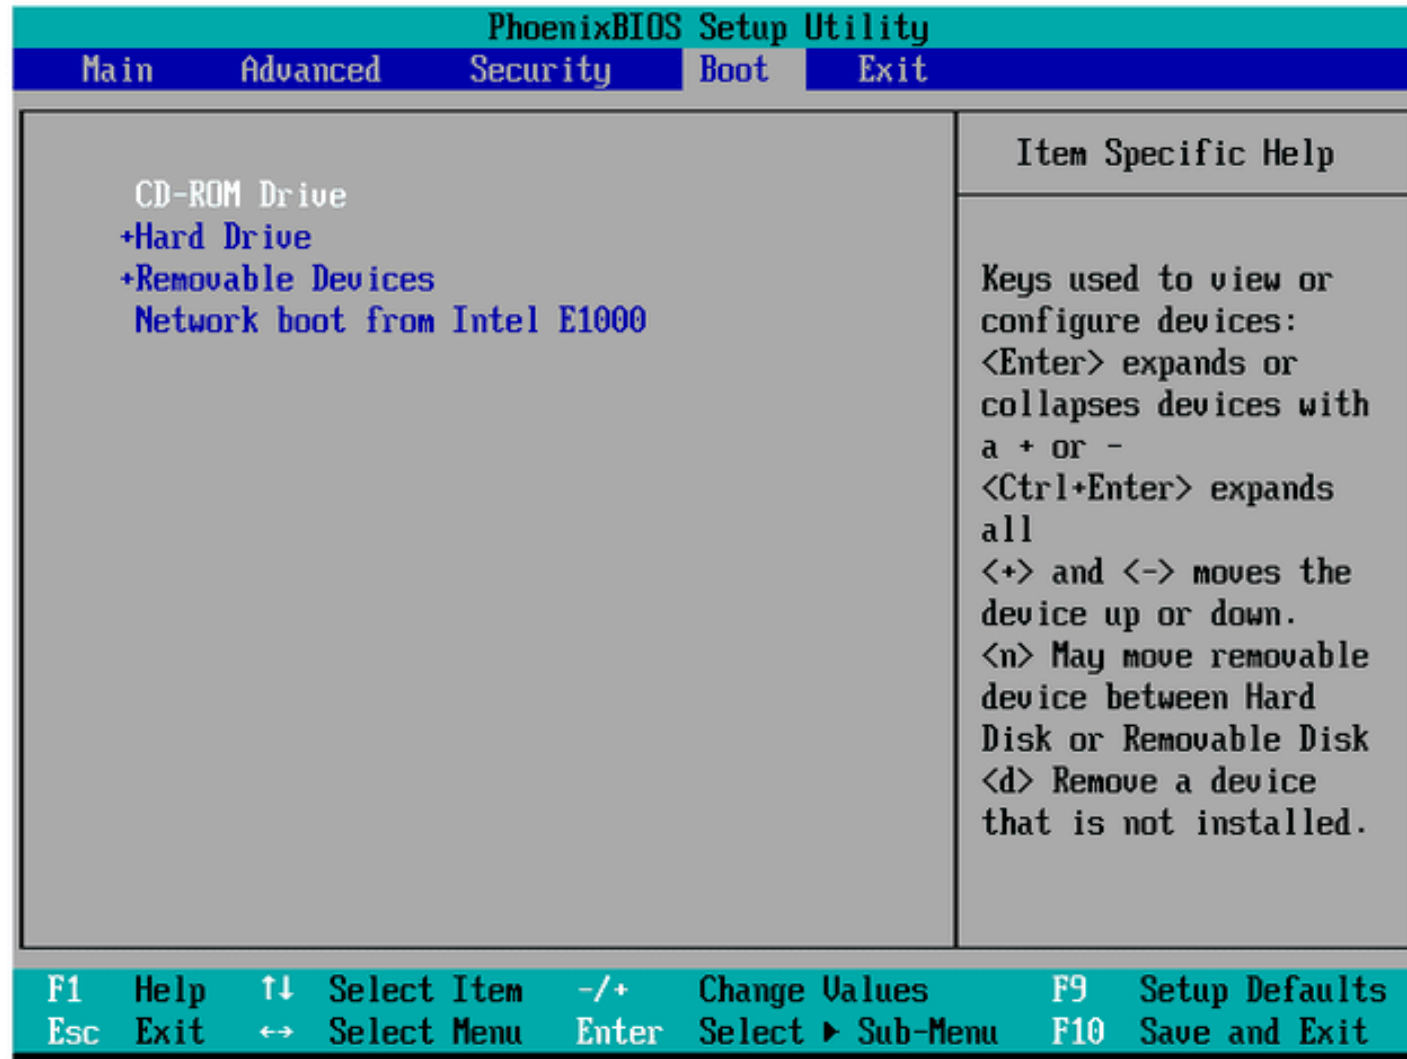 PhoenixBIOS Setup Utility
Main Advanced Security Boot Exit
CD-ROM Drive
+Hard Drive
+Removable Devices
Network boot from Intel E1000
Item Specific Help
Keys used to view or
configure devices:
<Enter> expands or
collapses devices with
a + or -
<Ctrl+Enter> expands
all
<+> and <-> moves the
device up or down.
<n> May move removable
device between Hard
Disk or Removable Disk
<d> Remove a device
that is not installed.
F1 Help ↑↓ Select Item -/+ Change Values F9 Setup Defaults
Esc Exit ↔ Select Menu Enter Select ▶ Sub-Menu F10 Save and Exit